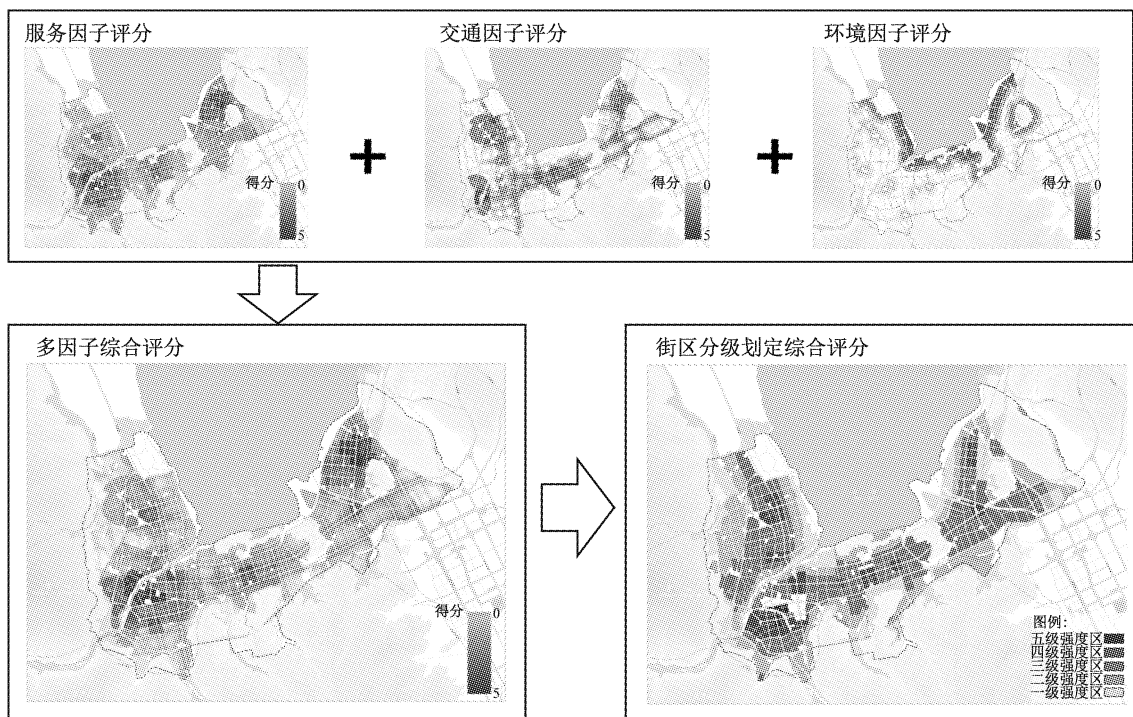 服务因子评分
交通因子评分
环境因子评分
得分
0
5
得分
0
5
得分
0
5
多因子综合评分
得分
0
5
街区分级划定综合评分
图例:
五级强度区
四级强度区
三级强度区
二级强度区
一级强度区